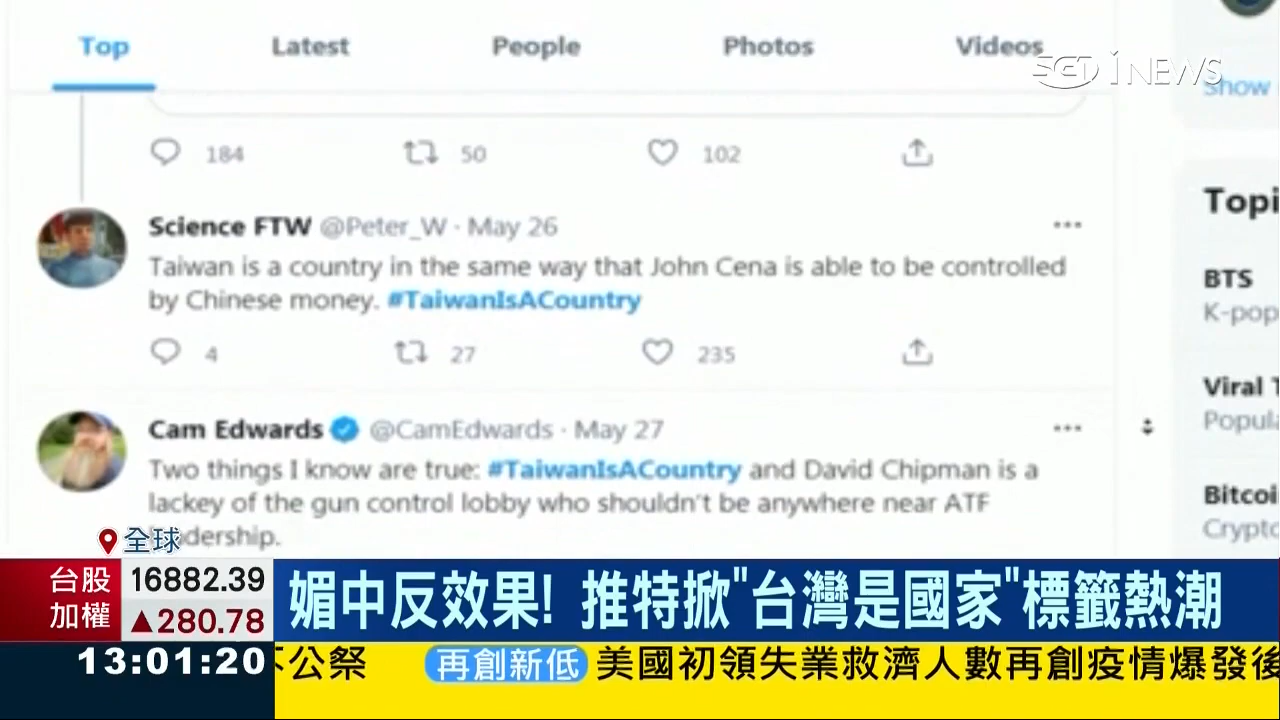 Top Latest People Photos Videos
SET iNEWS
Show
184 50 102
Topi
Science FTW @Peter_W · May 26
Taiwan is a country in the same way that John Cena is able to be controlled
by Chinese money. #TaiwanIsACountry
BTS
K-pop
4 27 235
Viral T
Popula
Cam Edwards @CamEdwards · May 27
Two things I know are true: #TaiwanIsACountry and David Chipman is a
lackey of the gun control lobby who shouldn't be anywhere near ATF
dership.
Bitcoi
Crypto
全球
台股 16882.39
加權 ▲280.78
媚中反效果! 推特掀"台灣是國家"標籤熱潮
13:01:20
不公祭 再創新低 美國初領失業救濟人數再創疫情爆發後